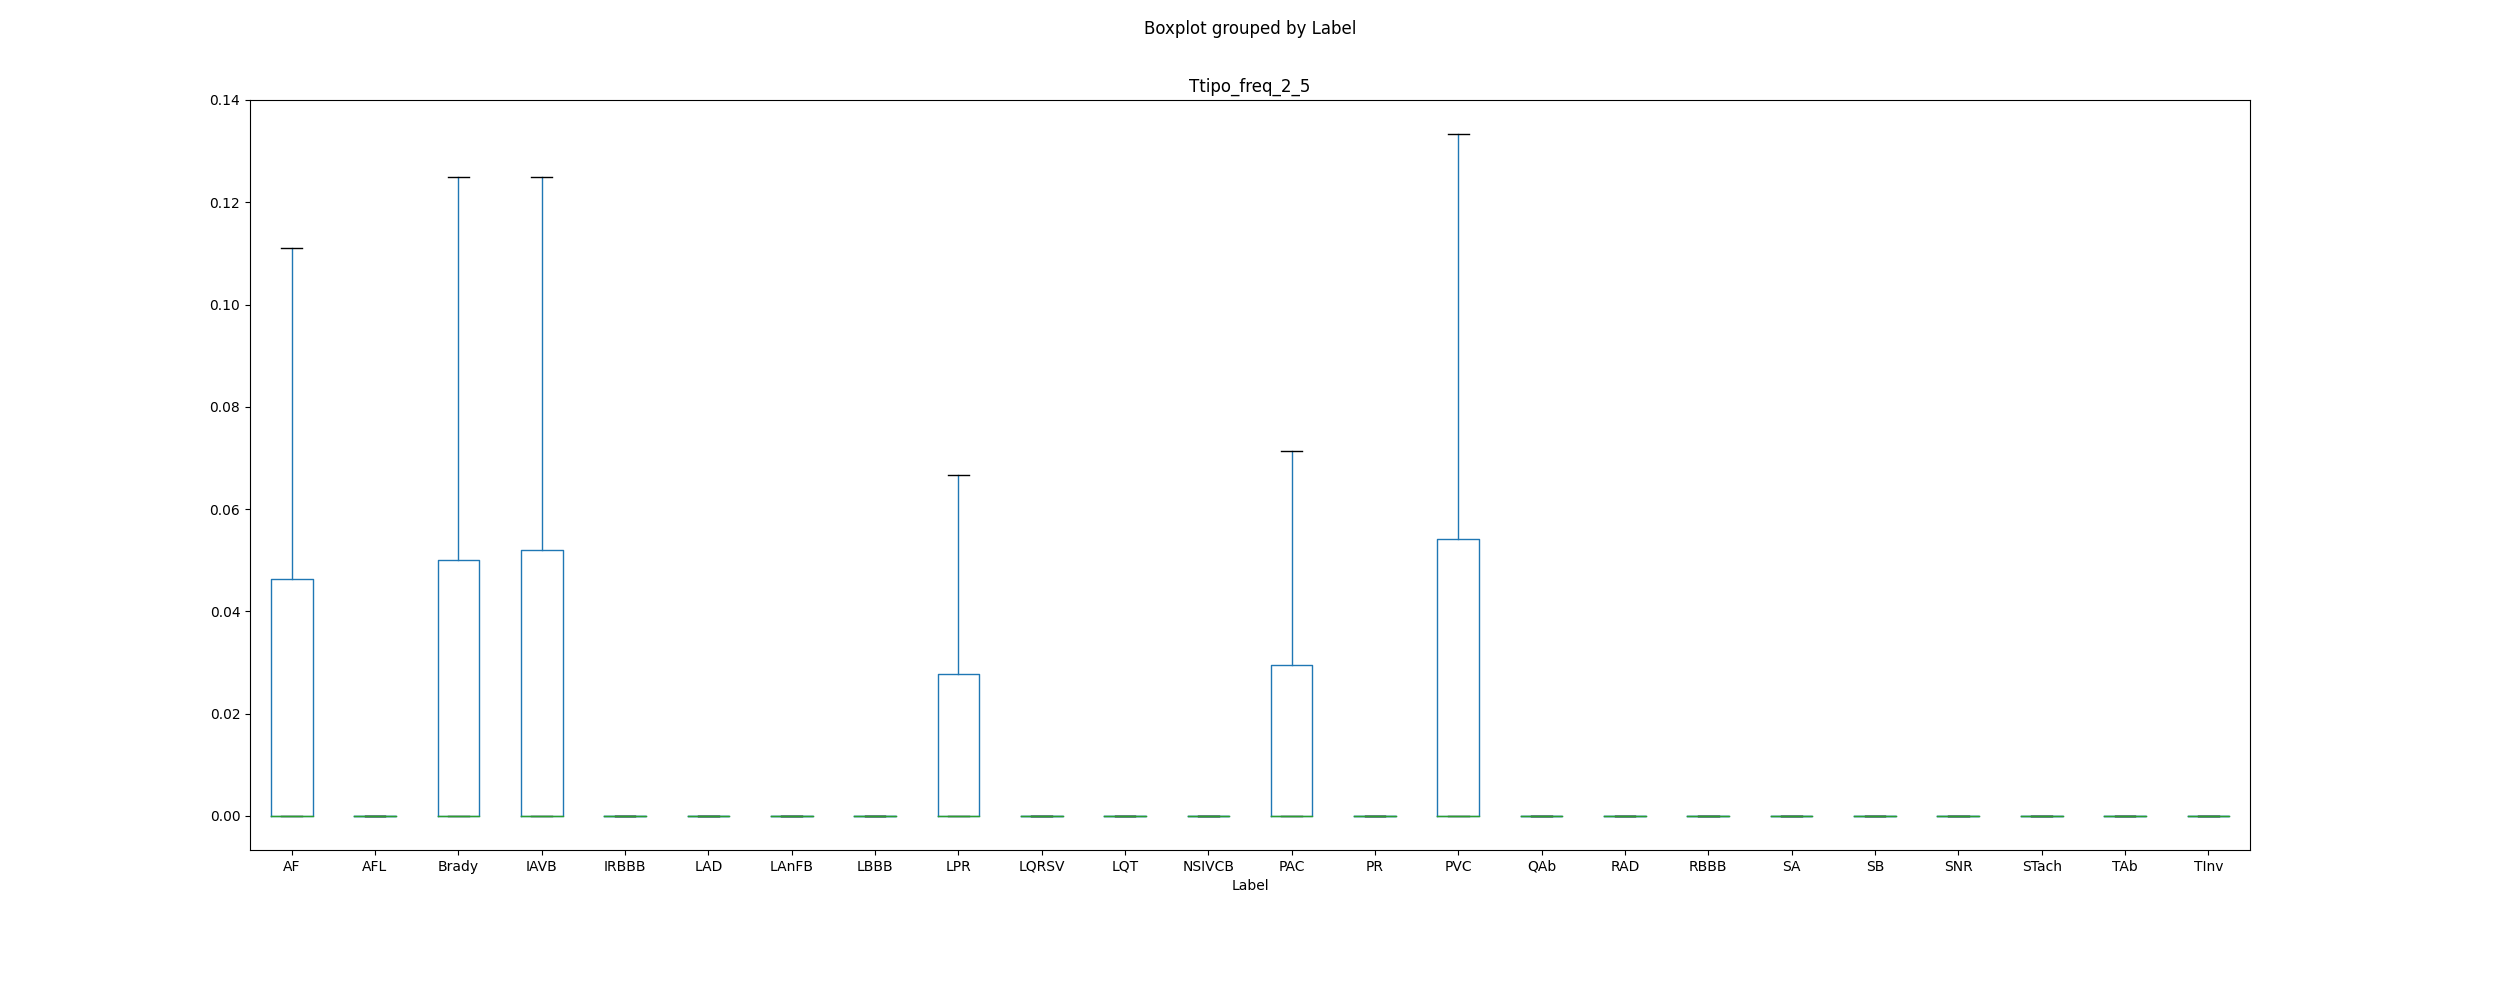 Boxplot grouped by Label
Ttipo_freq_2_5
0.14
0.12
0.10
0.08
0.06
0.04
0.02
0.00
AF AFL Brady IAVB IRBBB LAD LAnFB LBBB LPR LQRSV LQT NSIVCB PAC PR PVC QAb RAD RBBB SA SB SNR STach TAb TInv
Label